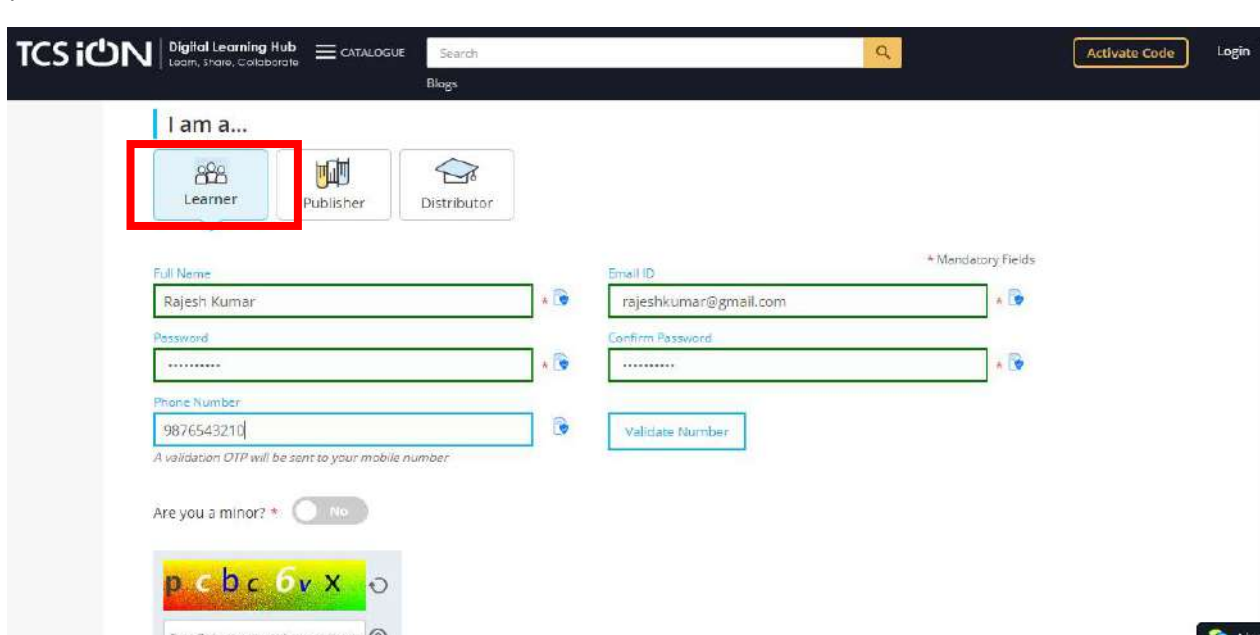 TCS iON Digital Learning Hub CATALOGUE Search Activate Code Login
Learn, Share, Collaborate
Blogs
I am a...
Learner Publisher Distributor
* Mandatory Fields
Full Name Email ID
Rajesh Kumar * rajeshkumar@gmail.com *
Password Confirm Password
•••••••••• * •••••••••• *
Phone Number
9876543210 Validate Number
A validation OTP will be sent to your mobile number
Are you a minor? * No
p c b c 6 v x